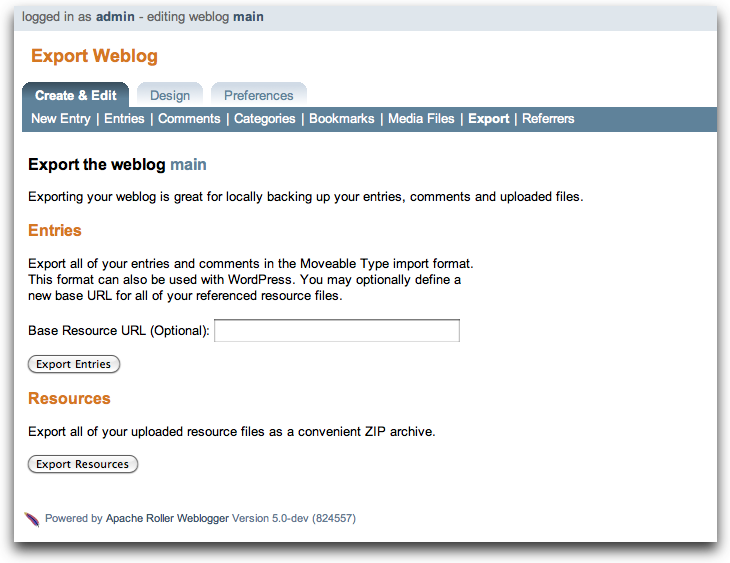 logged in as admin - editing weblog main
Export Weblog
Create & Edit Design Preferences
New Entry | Entries | Comments | Categories | Bookmarks | Media Files | Export | Referrers
Export the weblog main
Exporting your weblog is great for locally backing up your entries, comments and uploaded files.
Entries
Export all of your entries and comments in the Moveable Type import format.
This format can also be used with WordPress. You may optionally define a
new base URL for all of your referenced resource files.
Base Resource URL (Optional):
Export Entries
Resources
Export all of your uploaded resource files as a convenient ZIP archive.
Export Resources
Powered by Apache Roller Weblogger Version 5.0-dev (824557)